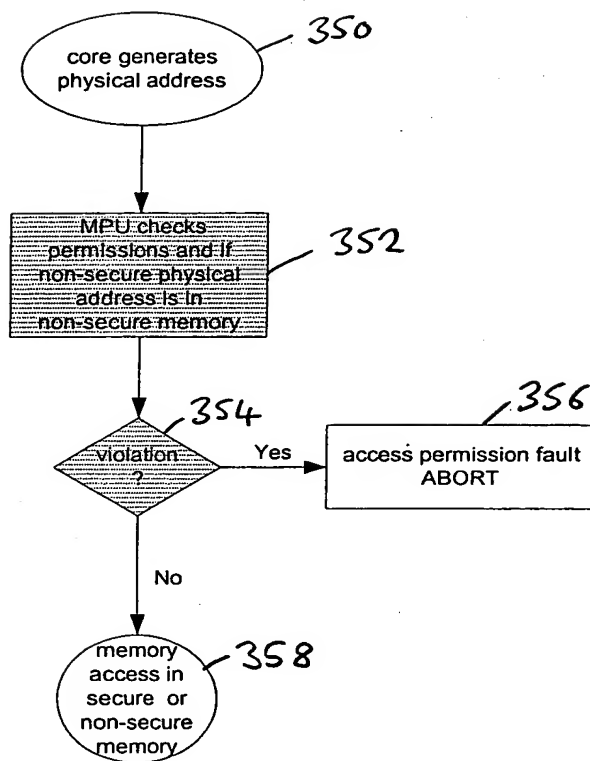 350
core generates
physical address
352
MPU checks
permissions and if
non-secure physical
address is in
non-secure memory
354
violation
?
Yes
356
access permission fault
ABORT
No
358
memory
access in
secure or
non-secure
memory